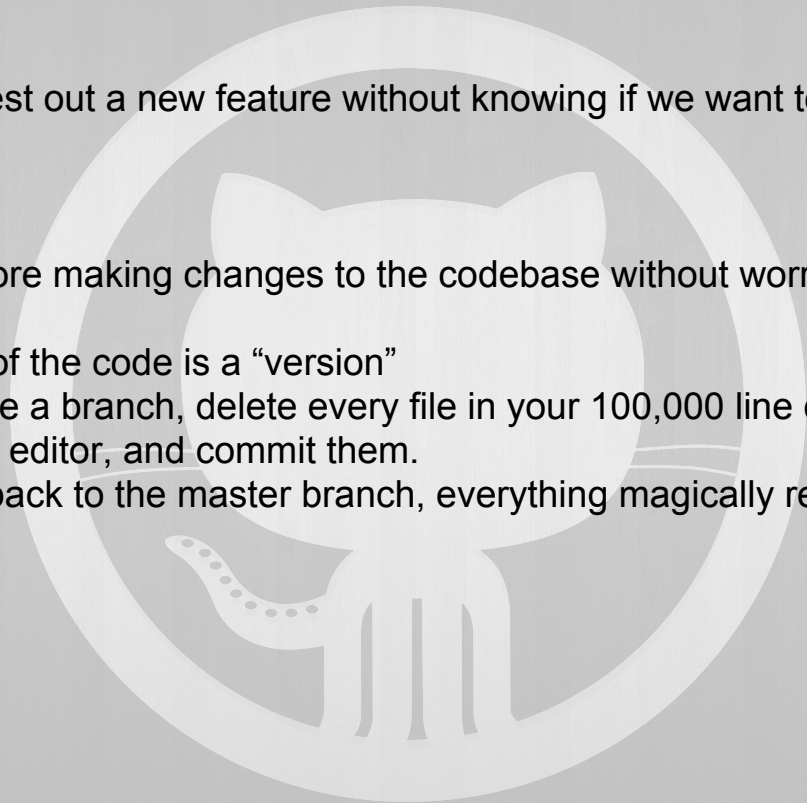 est out a new feature without knowing if we want t
ore making changes to the codebase without wor
of the code is a “version”
e a branch, delete every file in your 100,000 line
editor, and commit them.
back to the master branch, everything magically re